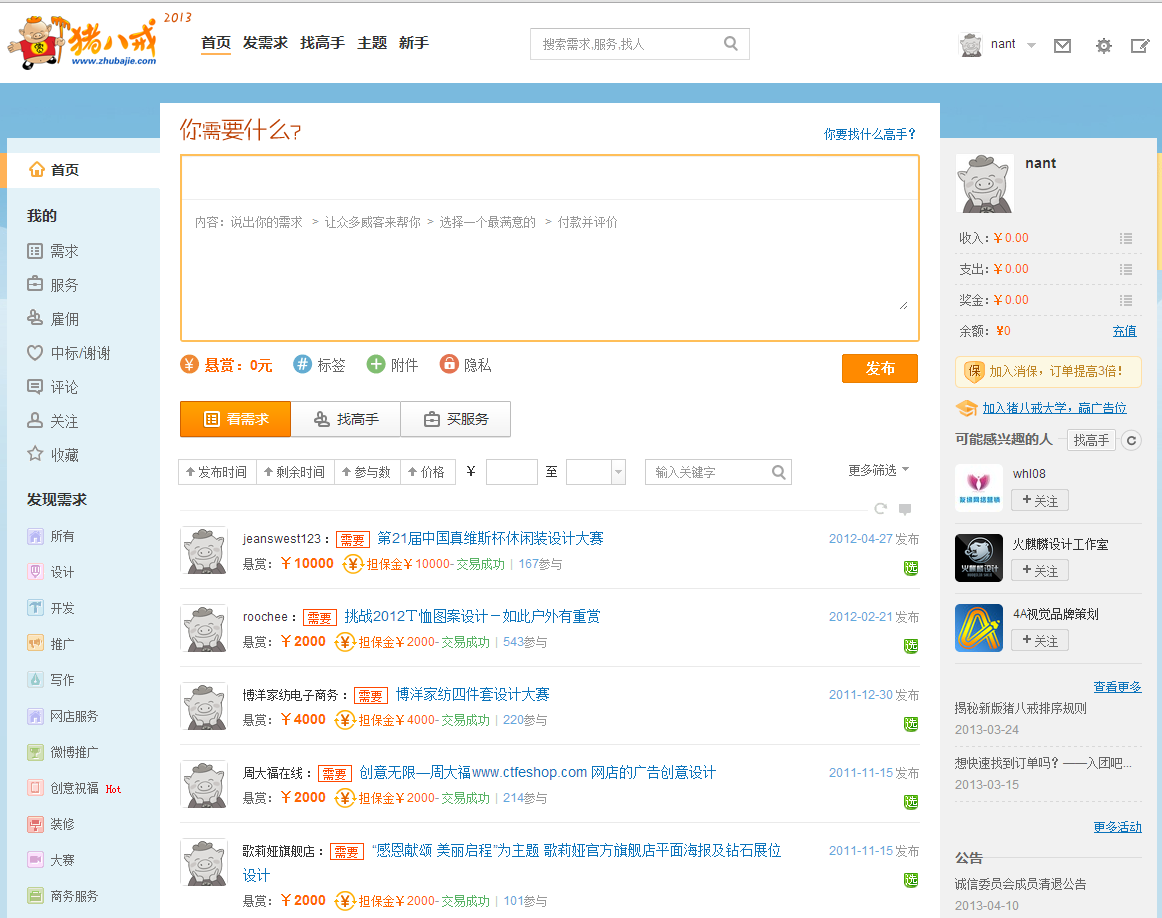 2013
猪八戒
www.zhubajie.com
首页 发需求 找高手 主题 新手
搜索需求,服务,找人
nant
首页
我的
需求
服务
雇佣
中标/谢谢
评论
关注
收藏
发现需求
所有
设计
开发
推广
写作
网店服务
微博推广
创意祝福 Hot
装修
大赛
商务服务
你需要什么?
你要找什么高手?
内容：说出你的需求 > 让众多威客来帮你 > 选择一个最满意的 > 付款并评价
悬赏：0元 标签 附件 隐私
发布
看需求 找高手 买服务
发布时间 剩余时间 参与数 价格 ¥ 至 输入关键字 更多筛选
jeanswest123： 需要 第21届中国真维斯杯休闲装设计大赛 2012-04-27 发布
悬赏：￥10000 担保金￥10000-交易成功 | 167参与 选
roochee： 需要 挑战2012T恤图案设计－如此户外有重赏 2012-02-21 发布
悬赏：￥2000 担保金￥2000-交易成功 | 543参与 选
博洋家纺电子商务： 需要 博洋家纺四件套设计大赛 2011-12-30 发布
悬赏：￥4000 担保金￥4000-交易成功 | 220参与 选
周大福在线： 需要 创意无限—周大福www.ctfeshop.com 网店的广告创意设计 2011-11-15 发布
悬赏：￥2000 担保金￥2000-交易成功 | 214参与 选
歌莉娅旗舰店： 需要 “感恩献颂 美丽启程”为主题 歌莉娅官方旗舰店平面海报及钻石展位 2011-11-15 发布
设计
悬赏：￥2000 担保金￥2000-交易成功 | 101参与 选
nant
收入：￥0.00
支出：￥0.00
奖金：￥0.00
余额：¥0 充值
保 加入消保，订单提高3倍！
加入猪八戒大学，赢广告位
可能感兴趣的人 找高手
友缘网络营销
whl08
+ 关注
火麒麟设计
火麒麟设计工作室
+ 关注
4A视觉品牌策划
+ 关注
查看更多
揭秘新版猪八戒排序规则
2013-03-24
想快速找到订单吗？——入团吧...
2013-03-15
更多活动
公告
诚信委员会成员清退公告
2013-04-10